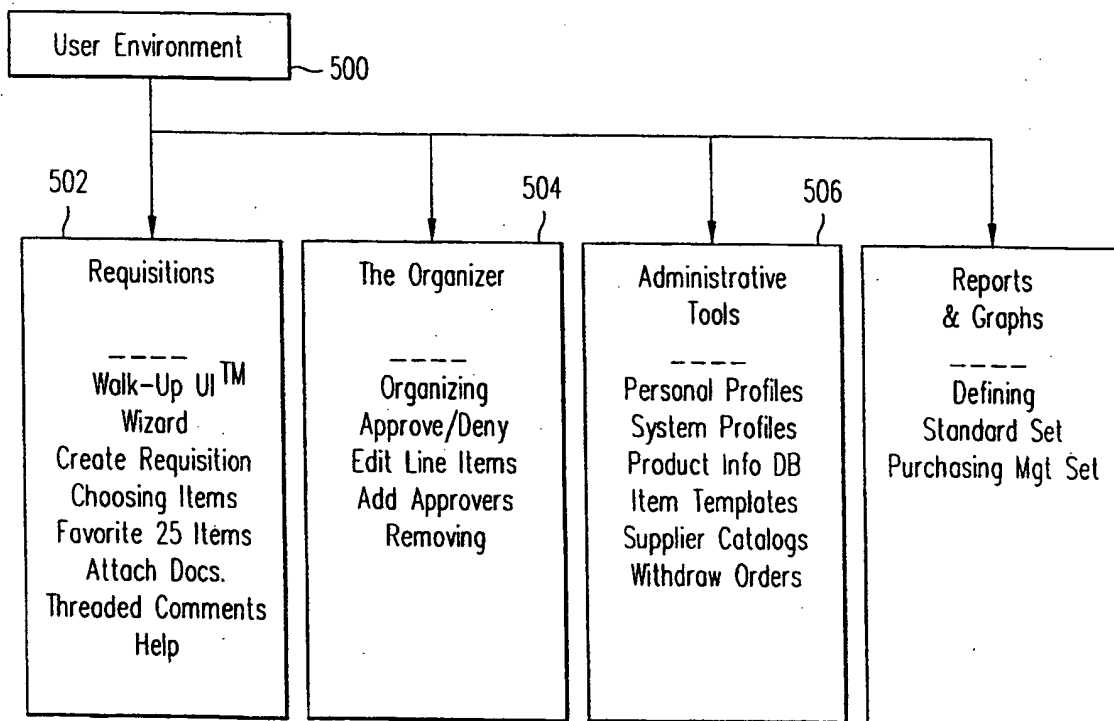 User Environment
500
502
Requisitions
Walk-Up UI™
Wizard
Create Requisition
Choosing Items
Favorite 25 Items
Attach Docs.
Threaded Comments
Help
504
The Organizer
Organizing
Approve/Deny
Edit Line Items
Add Approvers
Removing
506
Administrative
Tools
Personal Profiles
System Profiles
Product Info DB
Item Templates
Supplier Catalogs
Withdraw Orders
Reports
& Graphs
Defining
Standard Set
Purchasing Mgt Set